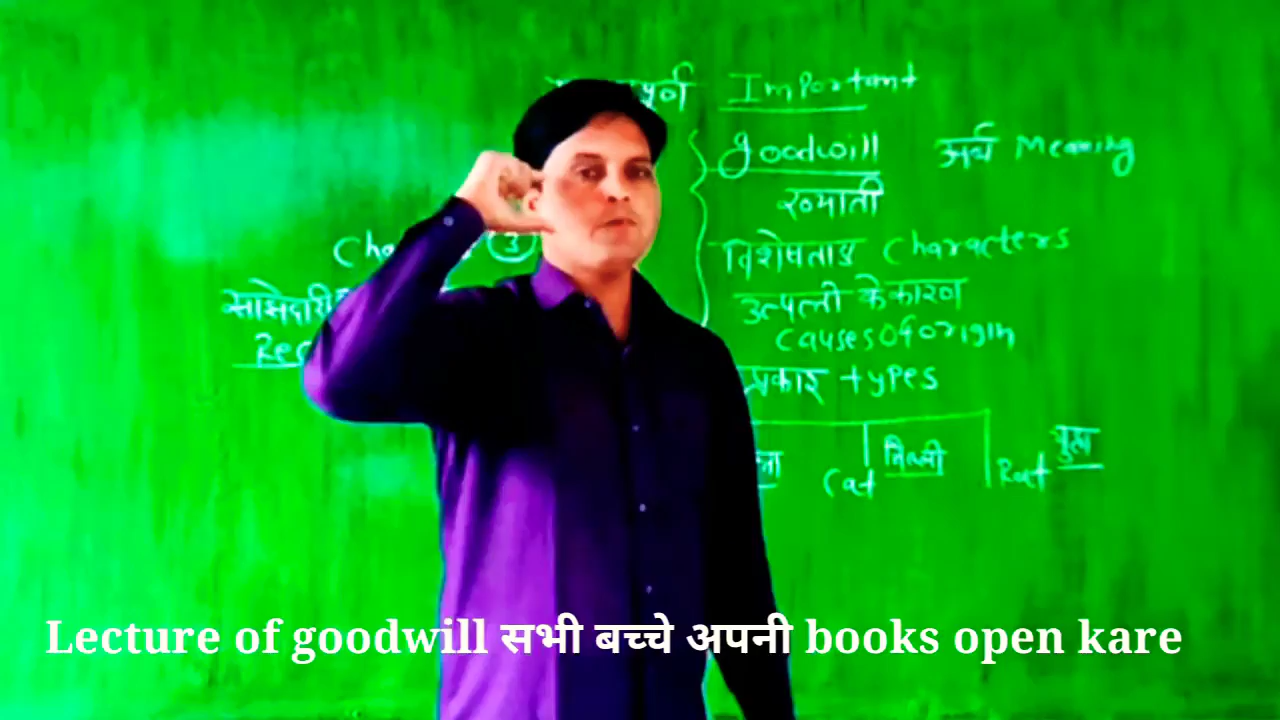 Important
goodwill अर्थ Meaning
ख्याती
③
विशेषताए Characters
उत्पत्ती के कारण
Causes of origin
प्रकार types
Cat बिल्ली Rat चुहा
Lecture of goodwill सभी बच्चे अपनी books open kare